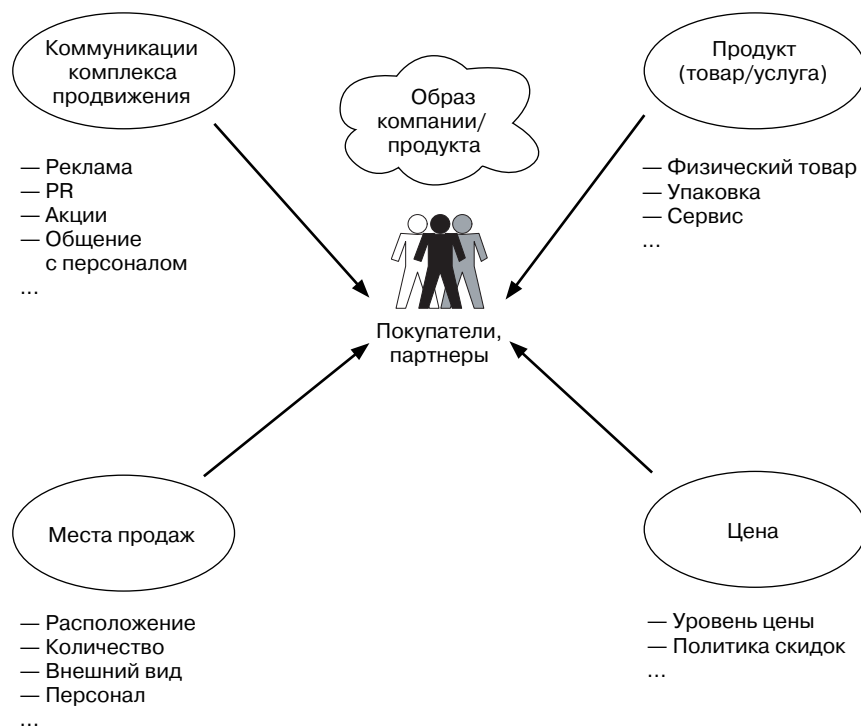 Коммуникации
комплекса
продвижения
— Реклама
— PR
— Акции
— Общение
с персоналом
...
Образ
компании/
продукта
Продукт
(товар/услуга)
— Физический товар
— Упаковка
— Сервис
...
Покупатели,
партнеры
Места продаж
— Расположение
— Количество
— Внешний вид
— Персонал
...
Цена
— Уровень цены
— Политика скидок
...